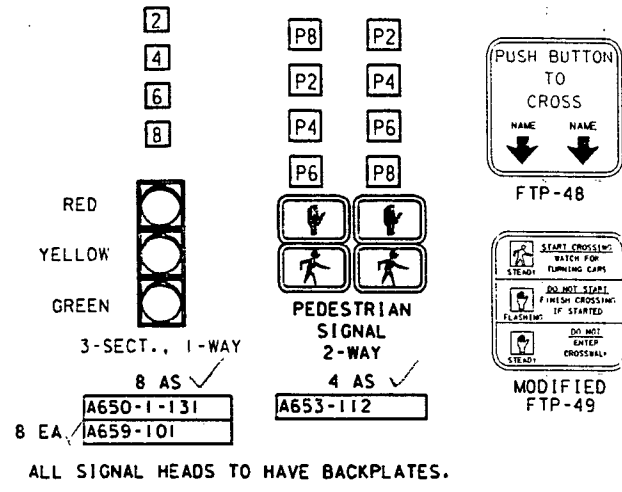 2
4
6
8
P8 P2
P2 P4
P4 P6
P6 P8
RED
YELLOW
GREEN
3-SECT., 1-WAY
8 AS
A650-1-131
8 EA. A659-101
PEDESTRIAN
SIGNAL
2-WAY
4 AS
A653-112
PUSH BUTTON
TO
CROSS
NAME NAME
FTP-48
START CROSSING
WATCH FOR
TURNING CARS
STEADY
DO NOT START
FINISH CROSSING
IF STARTED
FLASHING
DO NOT
ENTER
CROSSWALK
STEADY
MODIFIED
FTP-49
ALL SIGNAL HEADS TO HAVE BACKPLATES.